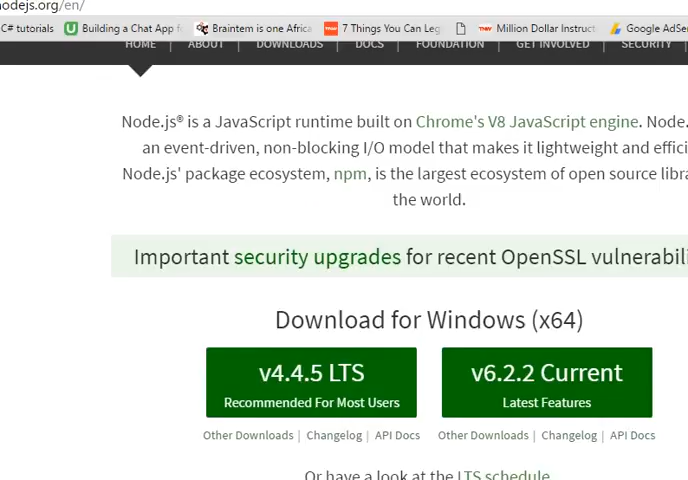 nodejs.org/en/
C# tutorials Building a Chat App f Braintem is one Africa 7 Things You Can Leg Million Dollar Instruct Google AdSen
HOME | ABOUT | DOWNLOADS | DOCS | FOUNDATION | GET INVOLVED | SECURITY
Node.js® is a JavaScript runtime built on Chrome's V8 JavaScript engine. Node.
an event-driven, non-blocking I/O model that makes it lightweight and effici
Node.js' package ecosystem, npm, is the largest ecosystem of open source libra
the world.
Important security upgrades for recent OpenSSL vulnerabili
Download for Windows (x64)
v4.4.5 LTS
Recommended For Most Users
v6.2.2 Current
Latest Features
Other Downloads | Changelog | API Docs
Other Downloads | Changelog | API Docs
Or have a look at the LTS schedule.